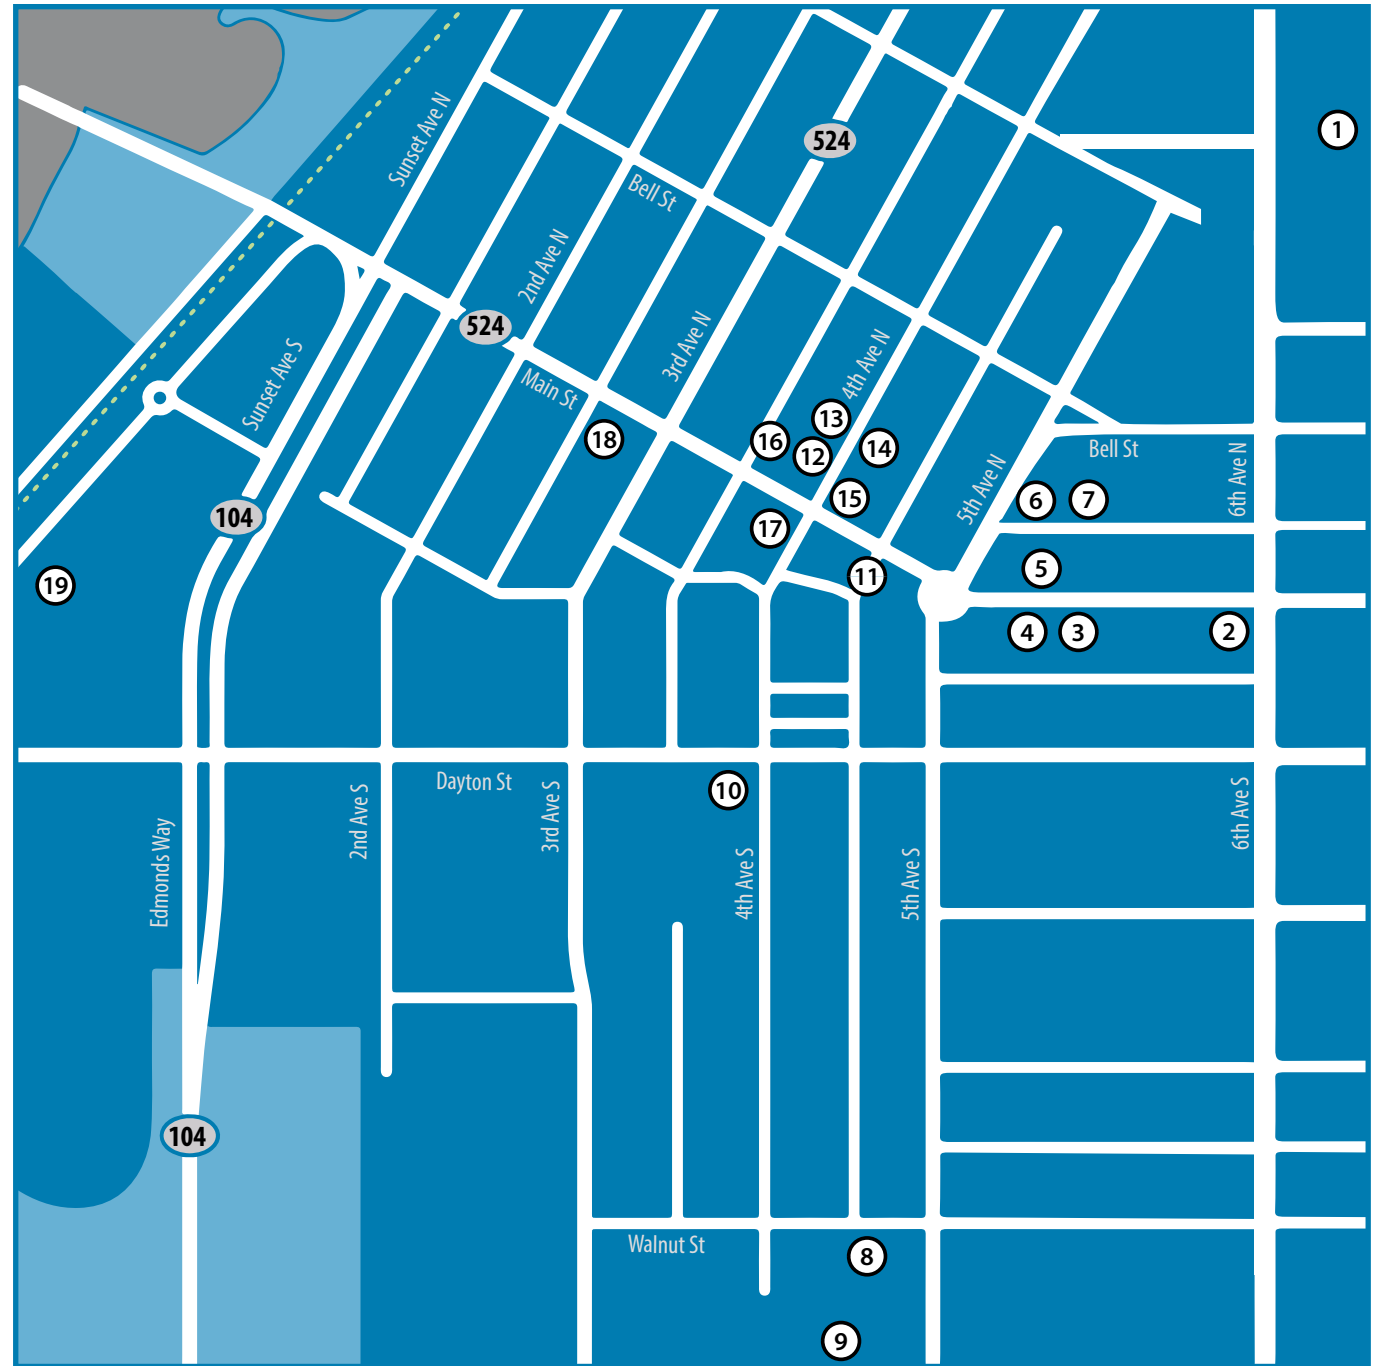 1
Sunset Ave N
524
Bell St
2nd Ave N
524
3rd Ave N
4th Ave N
Main St
Sunset Ave S
13
18
16
12
14
Bell St
5th Ave N
6th Ave N
15
6
7
104
17
5
11
19
4
3
2
Dayton St
10
2nd Ave S
3rd Ave S
6th Ave S
Edmonds Way
4th Ave S
5th Ave S
104
Walnut St
8
9